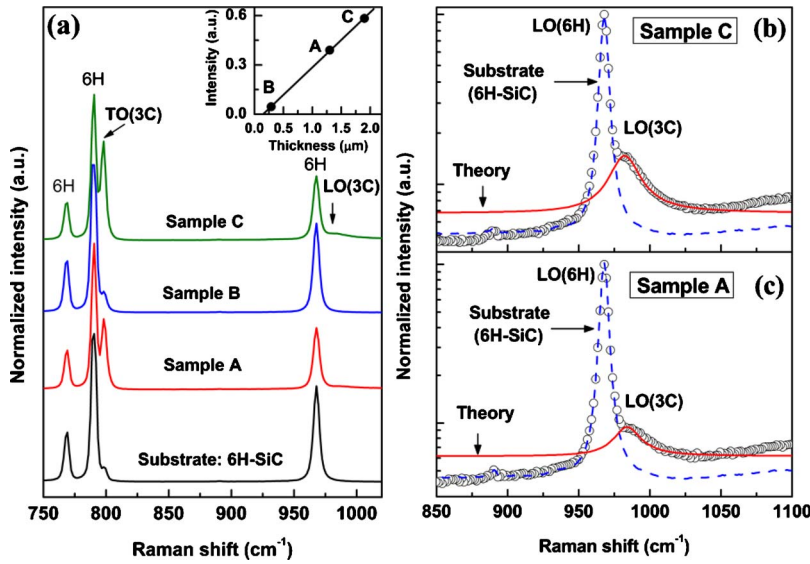 (a)
6H
TO(3C)
6H
6H
LO(3C)
Sample C
Sample B
Sample A
Substrate: 6H-SiC
Normalized intensity (a.u.)
750 800 850 900 950 1000
Raman shift (cm⁻¹)
Intensity (a.u.)
0.6
0.3
0.0
C
A
B
0.0 0.5 1.0 1.5 2.0
Thickness (μm)
(b)
Sample C
LO(6H)
Substrate
(6H-SiC)
LO(3C)
Theory
Normalized intensity (a.u.)
(c)
Sample A
LO(6H)
Substrate
(6H-SiC)
LO(3C)
Theory
850 900 950 1000 1050 1100
Raman shift (cm⁻¹)